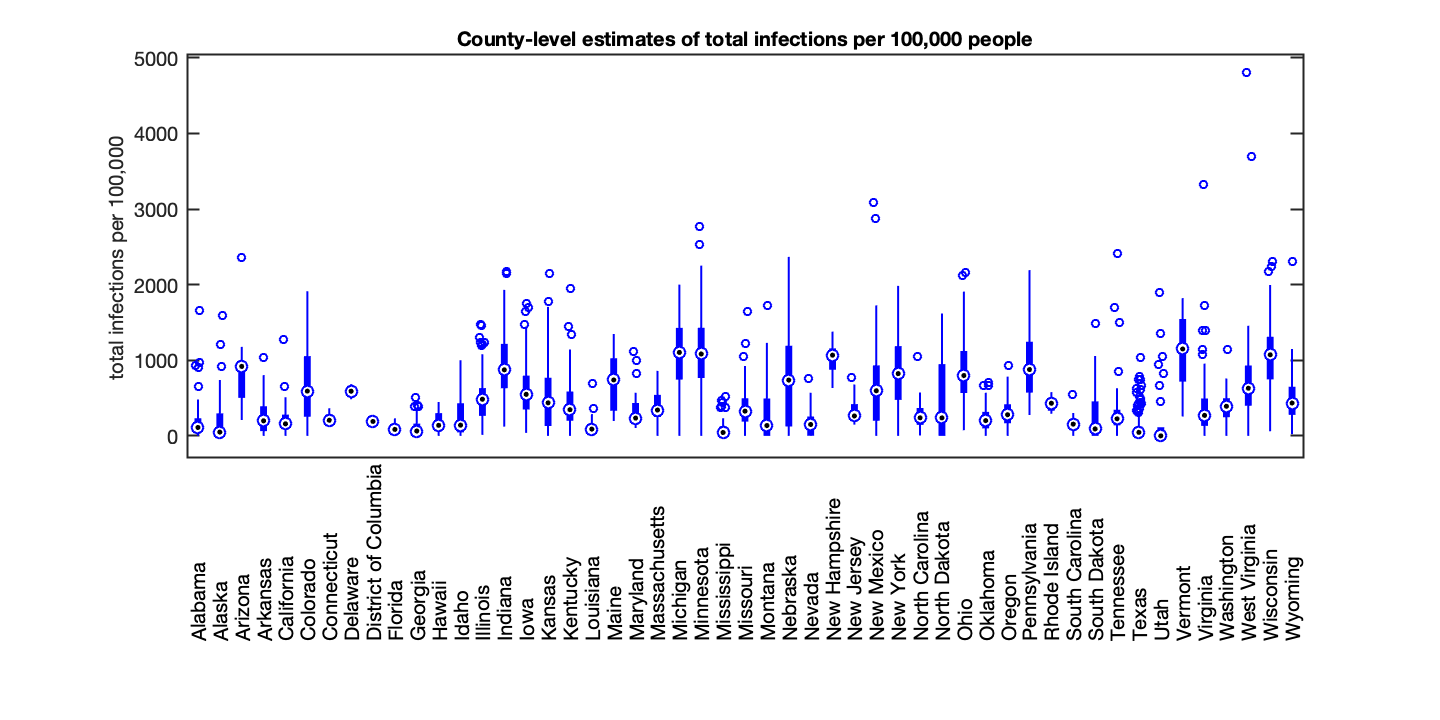 County-level estimates of total infections per 100,000 people
total infections per 100,000
5000
4000
3000
2000
1000
0
Alabama
Alaska
Arizona
Arkansas
California
Colorado
Connecticut
Delaware
District of Columbia
Florida
Georgia
Hawaii
Idaho
Illinois
Indiana
Iowa
Kansas
Kentucky
Louisiana
Maine
Maryland
Massachusetts
Michigan
Minnesota
Mississippi
Missouri
Montana
Nebraska
Nevada
New Hampshire
New Jersey
New Mexico
New York
North Carolina
North Dakota
Ohio
Oklahoma
Oregon
Pennsylvania
Rhode Island
South Carolina
South Dakota
Tennessee
Texas
Utah
Vermont
Virginia
Washington
West Virginia
Wisconsin
Wyoming